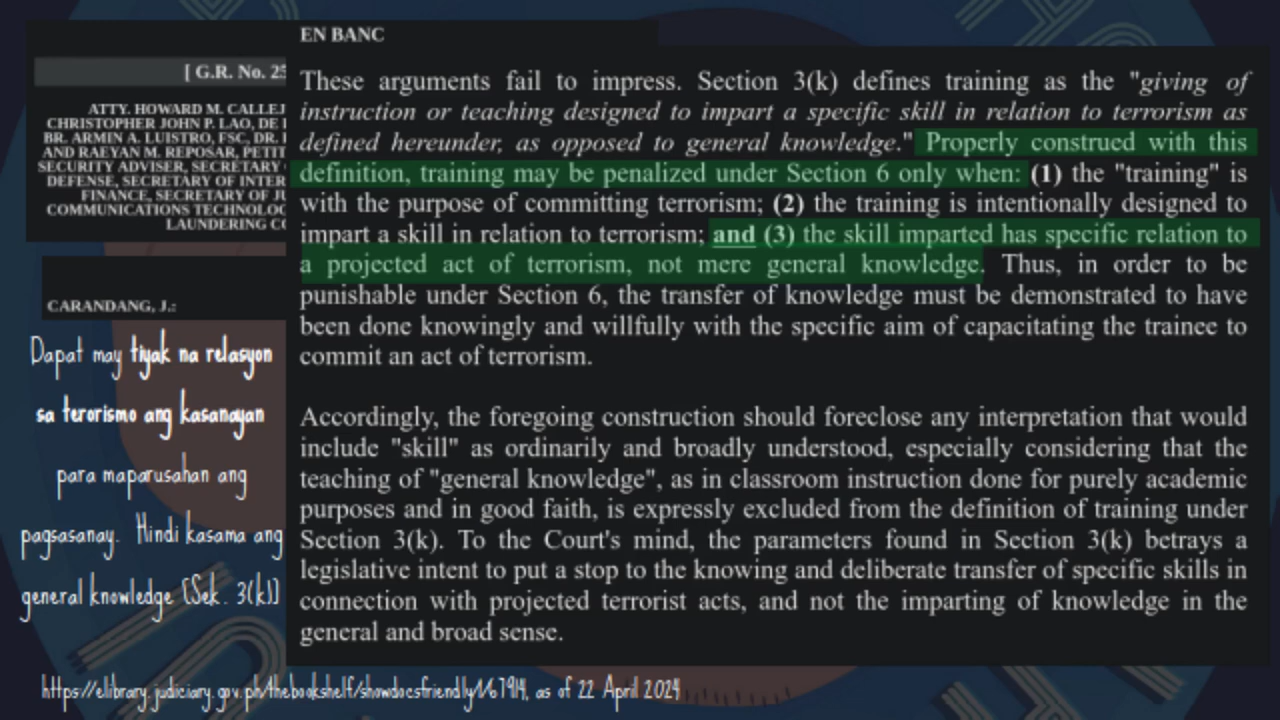 EN BANC
[ G.R. No. 25
ATTY. HOWARD M. CALLEJ
CHRISTOPHER JOHN P. LAO, DE
BR. ARMIN A. LUISTRO, FSC, DR.
AND RAEYAN M. REPOSAR, PETIT
SECURITY ADVISER, SECRETARY
DEFENSE, SECRETARY OF INTER
FINANCE, SECRETARY OF JU
COMMUNICATIONS TECHNOLOG
LAUNDERING CO
CARANDANG, J.:
Dapat may tiyak na relasyon
sa terorismo ang kasanayan
para maparusahan ang
pagsasanay. Hindi kasama ang
general knowledge (Sek. 3(k))
These arguments fail to impress. Section 3(k) defines training as the "giving of
instruction or teaching designed to impart a specific skill in relation to terrorism as
defined hereunder, as opposed to general knowledge." Properly construed with this
definition, training may be penalized under Section 6 only when: (1) the "training" is
with the purpose of committing terrorism; (2) the training is intentionally designed to
impart a skill in relation to terrorism; and (3) the skill imparted has specific relation to
a projected act of terrorism, not mere general knowledge. Thus, in order to be
punishable under Section 6, the transfer of knowledge must be demonstrated to have
been done knowingly and willfully with the specific aim of capacitating the trainee to
commit an act of terrorism.
Accordingly, the foregoing construction should foreclose any interpretation that would
include "skill" as ordinarily and broadly understood, especially considering that the
teaching of "general knowledge", as in classroom instruction done for purely academic
purposes and in good faith, is expressly excluded from the definition of training under
Section 3(k). To the Court's mind, the parameters found in Section 3(k) betrays a
legislative intent to put a stop to the knowing and deliberate transfer of specific skills in
connection with projected terrorist acts, and not the imparting of knowledge in the
general and broad sense.
https://elibrary.judiciary.gov.ph/thebookshelf/showdocsfriendly/1/67914, as of 22 April 2024